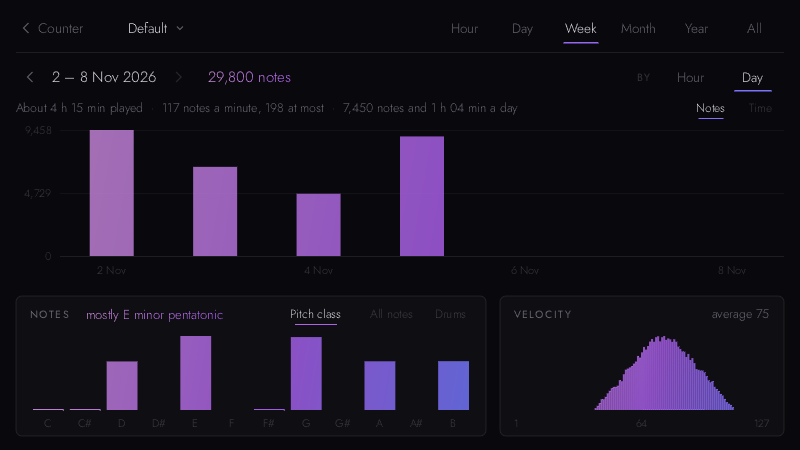 Counter Default Hour Day Week Month Year All
2 – 8 Nov 2026 29,800 notes BY Hour Day
About 4 h 15 min played · 117 notes a minute, 198 at most · 7,450 notes and 1 h 04 min a day Notes Time
9,458
4,729
0
2 Nov 4 Nov 6 Nov 8 Nov
NOTES mostly E minor pentatonic Pitch class All notes Drums
C C# D D# E F F# G G# A A# B
VELOCITY average 75
1 64 127